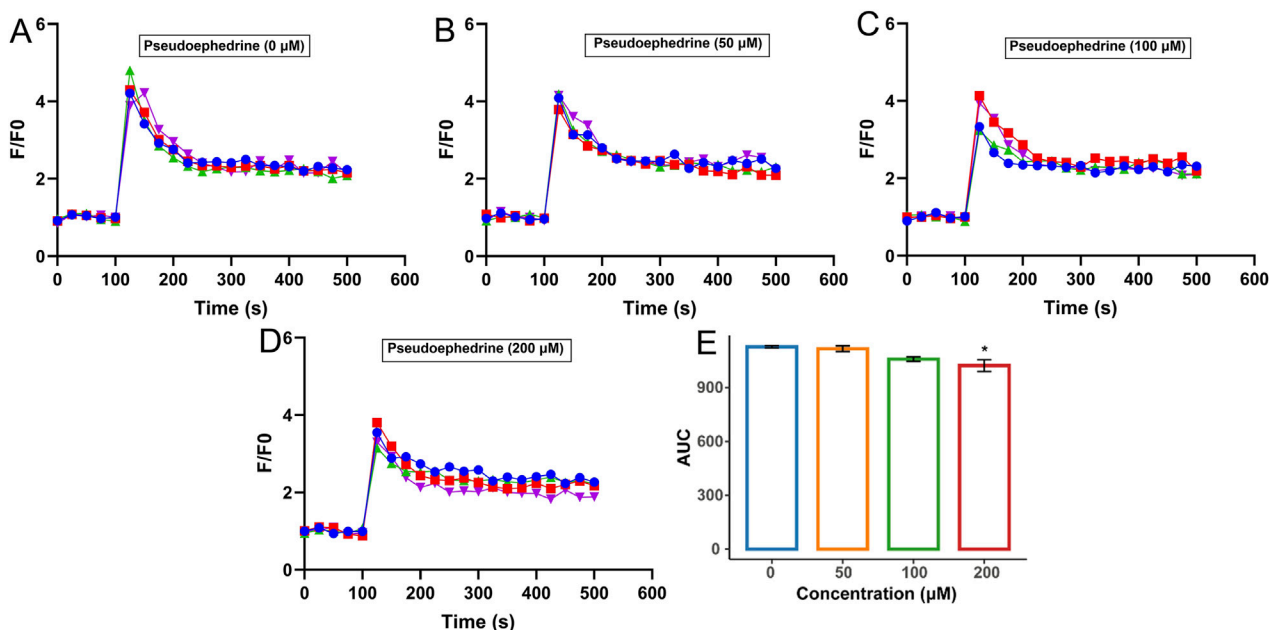 A
Pseudoephedrine (0 µM)
6
4
2
0
F/F0
0 100 200 300 400 500 600
Time (s)
B
Pseudoephedrine (50 µM)
6
4
2
0
F/F0
0 100 200 300 400 500 600
Time (s)
C
Pseudoephedrine (100 µM)
6
4
2
0
F/F0
0 100 200 300 400 500 600
Time (s)
D
Pseudoephedrine (200 µM)
6
4
2
0
F/F0
0 100 200 300 400 500 600
Time (s)
E
*
900
600
300
0
AUC
0 50 100 200
Concentration (µM)